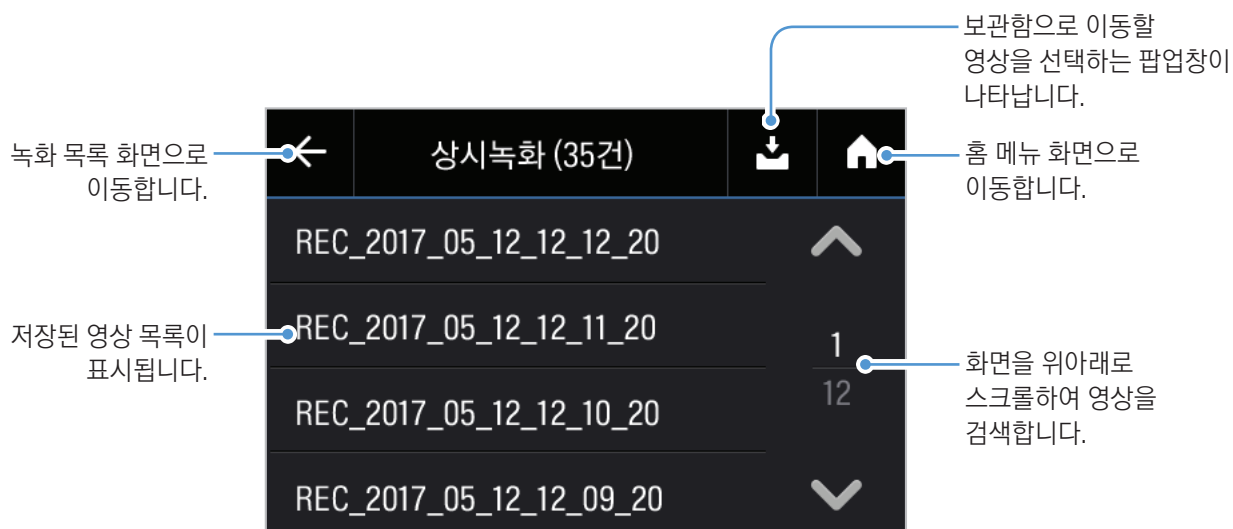 보관함으로 이동할
영상을 선택하는 팝업창이
나타납니다.
녹화 목록 화면으로
이동합니다.
상시녹화 (35건)
홈 메뉴 화면으로
이동합니다.
REC_2017_05_12_12_12_20
저장된 영상 목록이
표시됩니다.
REC_2017_05_12_12_11_20
1
12
화면을 위아래로
스크롤하여 영상을
검색합니다.
REC_2017_05_12_12_10_20
REC_2017_05_12_12_09_20